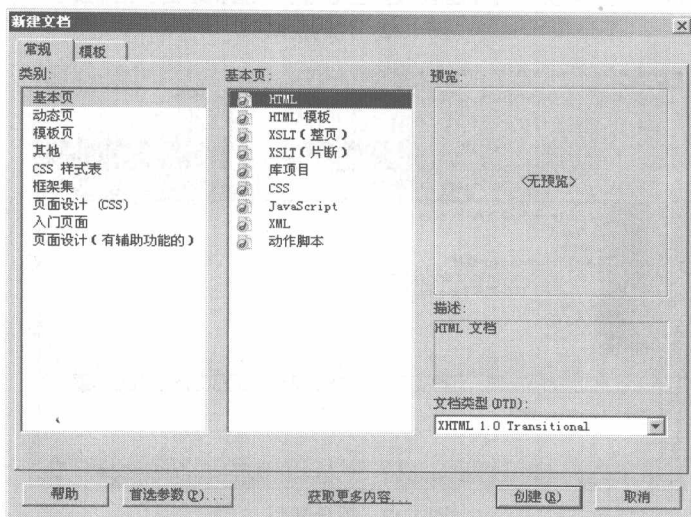 新建文档
常规 模板
类别:
基本页
动态页
模板页
其他
CSS 样式表
框架集
页面设计 (CSS)
入门页面
页面设计(有辅助功能的)
基本页:
HTML
HTML 模板
XSLT(整页)
XSLT(片断)
库项目
CSS
JavaScript
XML
动作脚本
预览:
<无预览>
描述:
HTML 文档
文档类型(DTD):
XHTML 1.0 Transitional
帮助 首选参数(P)... 获取更多内容... 创建(R) 取消